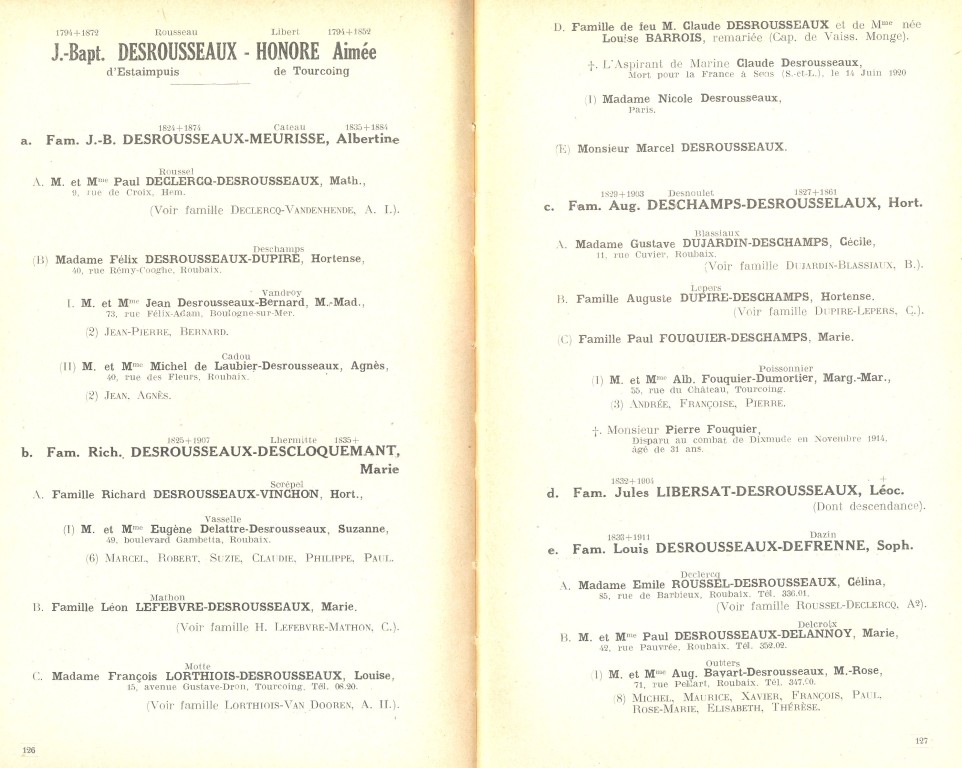 1794+1872 Rousseau Libert 1794+1852
J.-Bapt. DESROUSSEAUX - HONORE Aimée
d'Estaimpuis de Tourcoing
1824+1874 Cateau 1835+1884
a. Fam. J.-B. DESROUSSEAUX-MEURISSE, Albertine
Roussel
A. M. et Mme Paul DECLERCQ-DESROUSSEAUX, Math.,
9, rue de Croix, Hem.
(Voir famille DECLERCQ-VANDENHENDE, A. I.).
Deschamps
(B) Madame Félix DESROUSSEAUX-DUPIRE, Hortense,
40, rue Rémy-Cooghe, Roubaix.
Vandroy
I. M. et Mme Jean Desrousseaux-Bernard, M.-Mad.,
73, rue Félix-Adam, Boulogne-sur-Mer.
(2) JEAN-PIERRE, BERNARD.
Cadou
(II) M. et Mme Michel de Laubier-Desrousseaux, Agnès,
40, rue des Fleurs, Roubaix.
(2) JEAN, AGNÈS.
1825+1907 Lhermitte 1835+
b. Fam. Rich. DESROUSSEAUX-DESCLOQUEMANT,
Marie
Screpel
A. Famille Richard DESROUSSEAUX-VINCHON, Hort.,
Vasselle
(I) M. et Mme Eugène Delattre-Desrousseaux, Suzanne,
49, boulevard Gambetta, Roubaix.
(6) MARCEL, ROBERT, SUZIE, CLAUDIE, PHILIPPE, PAUL.
Mathon
B. Famille Léon LEFEBVRE-DESROUSSEAUX, Marie.
(Voir famille H. LEFEBVRE-MATHON, C.).
Motte
C. Madame François LORTHIOIS-DESROUSSEAUX, Louise,
15, avenue Gustave-Dron, Tourcoing, Tél. 08.20.
(Voir famille LORTHIOIS-VAN DOOREN, A. II.).
126
D. Famille de feu M. Claude DESROUSSEAUX et de Mme née
Louise BARROIS, remariée (Cap. de Vaiss. Monge).
†. L'Aspirant de Marine Claude Desrousseaux,
Mort pour la France à Sens (S.-et-L.), le 14 Juin 1920
(I) Madame Nicole Desrousseaux,
Paris.
(E) Monsieur Marcel DESROUSSEAUX.
1829+1903 Desnoulet 1827+1861
c. Fam. Aug. DESCHAMPS-DESROUSSELAUX, Hort.
Blassiaux
A. Madame Gustave DUJARDIN-DESCHAMPS, Cécile,
11, rue Cuvier, Roubaix.
(Voir famille DUJARDIN-BLASSIAUX, B.).
Lepers
B. Famille Auguste DUPIRE-DESCHAMPS, Hortense.
(Voir famille DUPIRE-LEPERS, C.).
(C) Famille Paul FOUQUIER-DESCHAMPS, Marie.
Poissonnier
(I) M. et Mme Alb. Fouquier-Dumortier, Marg.-Mar.,
55, rue du Château, Tourcoing.
(3) ANDRÉE, FRANÇOISE, PIERRE.
†. Monsieur Pierre Fouquier,
Disparu au combat de Dixmude en Novembre 1914.
âgé de 31 ans.
1832+1904 +
d. Fam. Jules LIBERSAT-DESROUSSEAUX, Léoc.
(Dont descendance).
1833+1911 Dazin
e. Fam. Louis DESROUSSEAUX-DEFRENNE, Soph.
Declercq
A. Madame Emile ROUSSEL-DESROUSSEAUX, Célina,
85, rue de Barbieux, Roubaix. Tél. 336.01.
(Voir famille ROUSSEL-DECLERCQ, A2).
Delcroix
B. M. et Mme Paul DESROUSSEAUX-DELANNOY, Marie,
42, rue Pauvrée, Roubaix. Tél. 352.02.
Outters
(I) M. et Mme Aug. Bayart-Desrousseaux, M.-Rose,
71, rue Pellart, Roubaix. Tél. 347.00.
(8) MICHEL, MAURICE, XAVIER, FRANÇOIS, PAUL.
ROSE-MARIE, ELISABETH, THÉRÈSE.
127